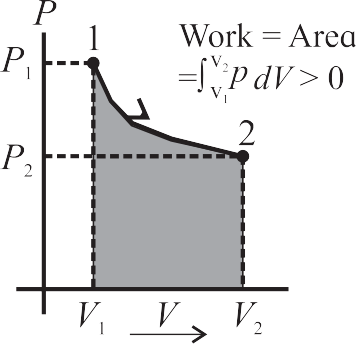 P
1
Work = Area
P₁
=∫V₁V₂ p dV > 0
2
P₂
V₁ V V₂